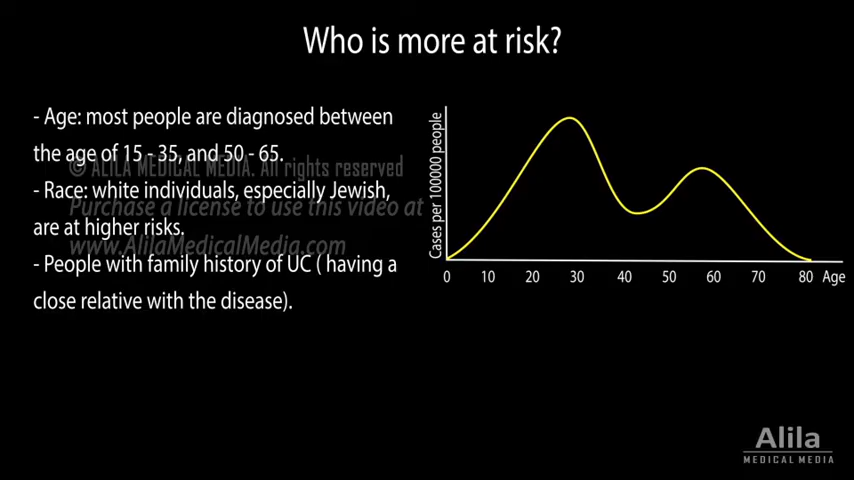 Who is more at risk?
- Age: most people are diagnosed between
the age of 15 - 35, and 50 - 65.
© ALILA MEDICAL MEDIA. All rights reserved
- Race: white individuals, especially Jewish,
Purchase a license to use this video at
are at higher risks.
www.AlilaMedicalMedia.com
- People with family history of UC ( having a
close relative with the disease).
Cases per 100000 people
0 10 20 30 40 50 60 70 80 Age
Alila
MEDICAL MEDIA